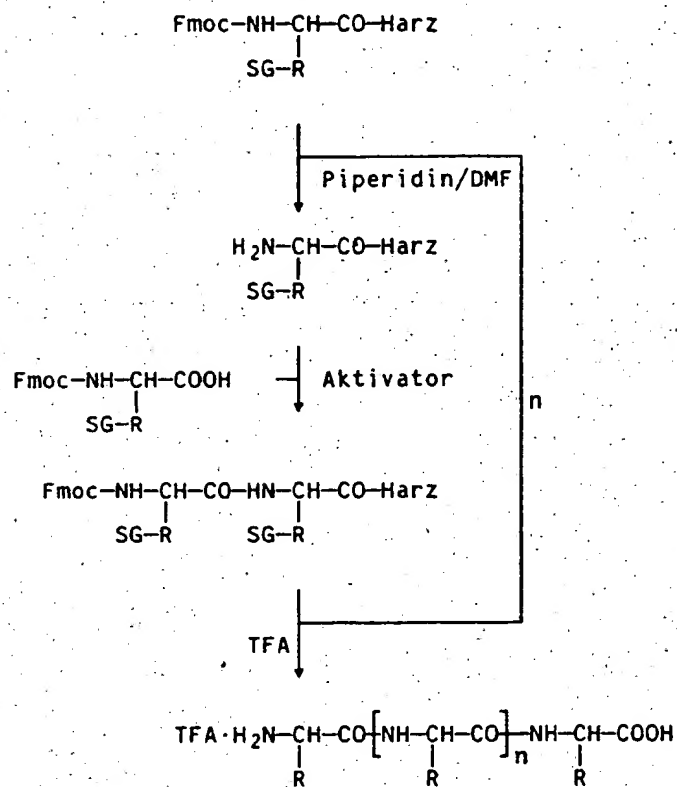 Fmoc-NH-CH-CO-Harz
SG-R
Piperidin/DMF
H₂N-CH-CO-Harz
SG-R
Fmoc-NH-CH-COOH
Aktivator
n
SG-R
Fmoc-NH-CH-CO-HN-CH-CO-Harz
SG-R SG-R
TFA
TFA·H₂N-CH-CO[NH-CH-CO]n-NH-CH-COOH
R R R